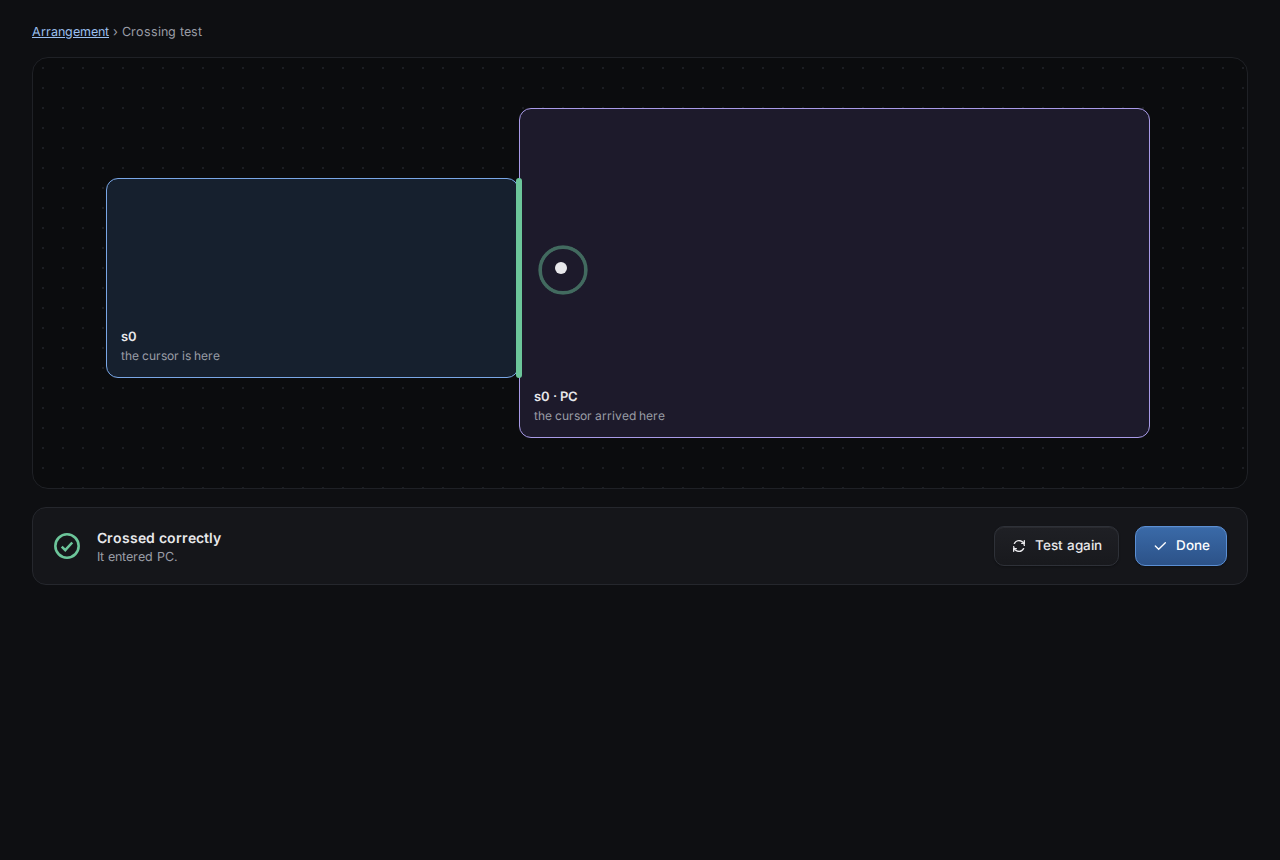 Arrangement › Crossing test
s0
the cursor is here
s0 · PC
the cursor arrived here
Crossed correctly
It entered PC.
Test again
Done